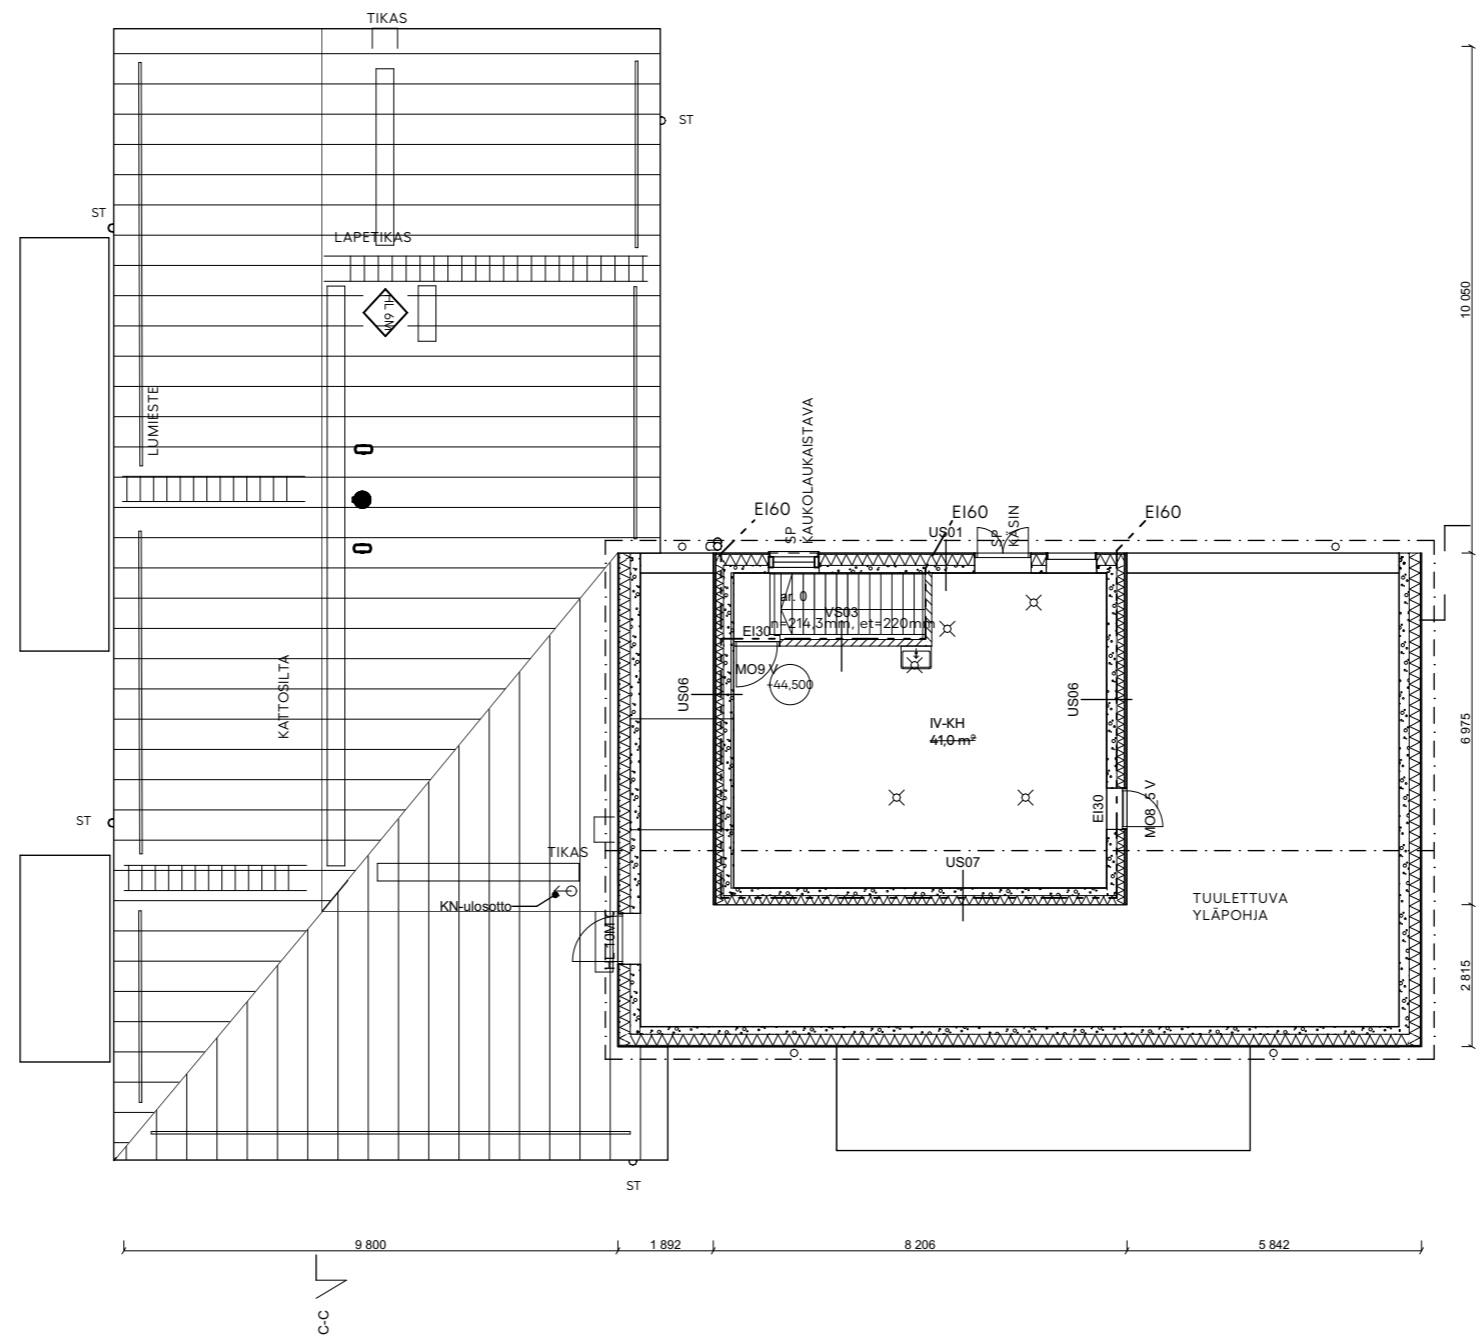 TIKAS
ST
ST
LAPETIKAS
HL 6M
10 050
LUMIESTE
KAUKOLAUKAISTAVA
SP
EI60
US01
EI60
SP
KÄSIN
EI60
ar. 0
VS03
n=214,3mm, et=220mm
EI30
MO9 V
+44,500
US06
US06
KATTOSILTA
IV-KH
41,0 m²
6 975
ST
EI30
MO8_5 V
TIKAS
US07
KN-ulosotto
TUULETTUVA
YLÄPOHJA
HL 10M
2 815
ST
9 800
1 892
8 206
5 842
C-C